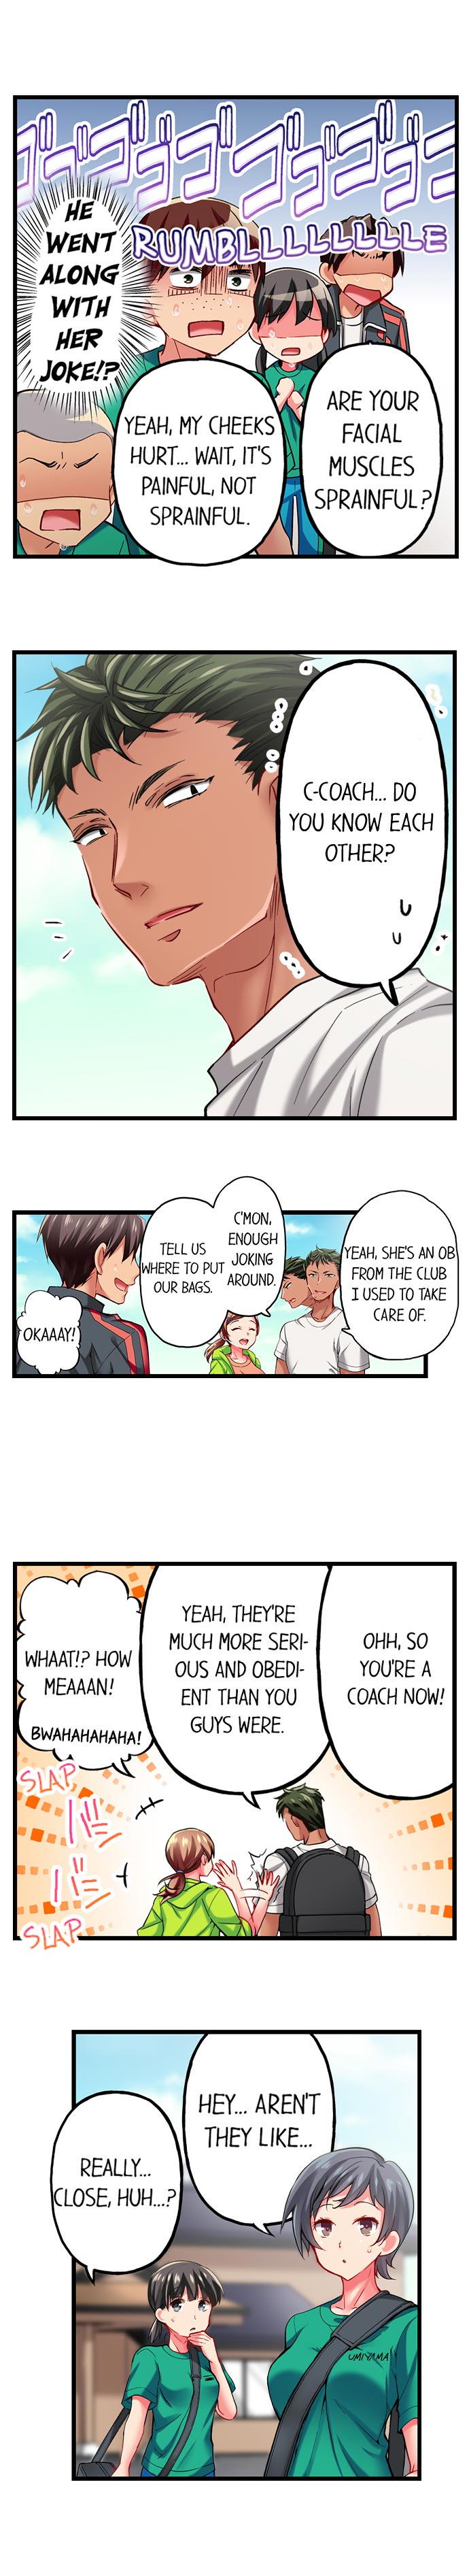 ゴゴゴゴゴゴゴゴ
RUMBLLLLLLLLE
HE
WENT
ALONG
WITH
HER
JOKE!?
ARE YOUR
FACIAL
MUSCLES
SPRAINFUL?
YEAH, MY CHEEKS
HURT... WAIT, IT'S
PAINFUL, NOT
SPRAINFUL.
C-COACH... DO
YOU KNOW EACH
OTHER?
YEAH, SHE'S AN OB
FROM THE CLUB
I USED TO TAKE
CARE OF.
C'MON,
ENOUGH
JOKING
AROUND.
TELL US
WHERE TO PUT
OUR BAGS.
OKAAAY!
OHH, SO
YOU'RE A
COACH NOW!
YEAH, THEY'RE
MUCH MORE SERI-
OUS AND OBEDI-
ENT THAN YOU
GUYS WERE.
WHAAT!? HOW
MEAAAN!
BWAHAHAHAHA!
SLAP
バシ
バシ
SLAP
HEY... AREN'T
THEY LIKE...
REALLY...
CLOSE, HUH...?
UMIYAMA